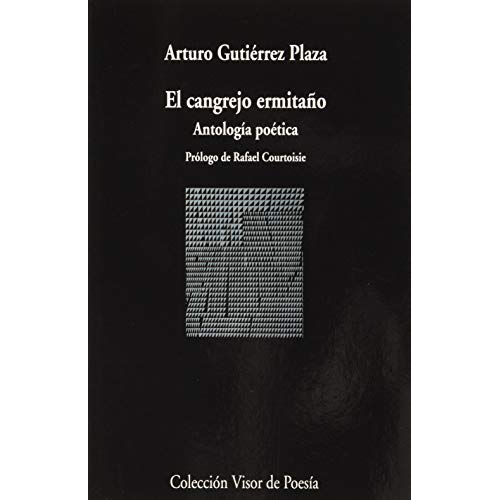 Arturo Gutiérrez Plaza
El cangrejo ermitaño
Antología poética
Prólogo de Rafael Courtoisie
Colección Visor de Poesía